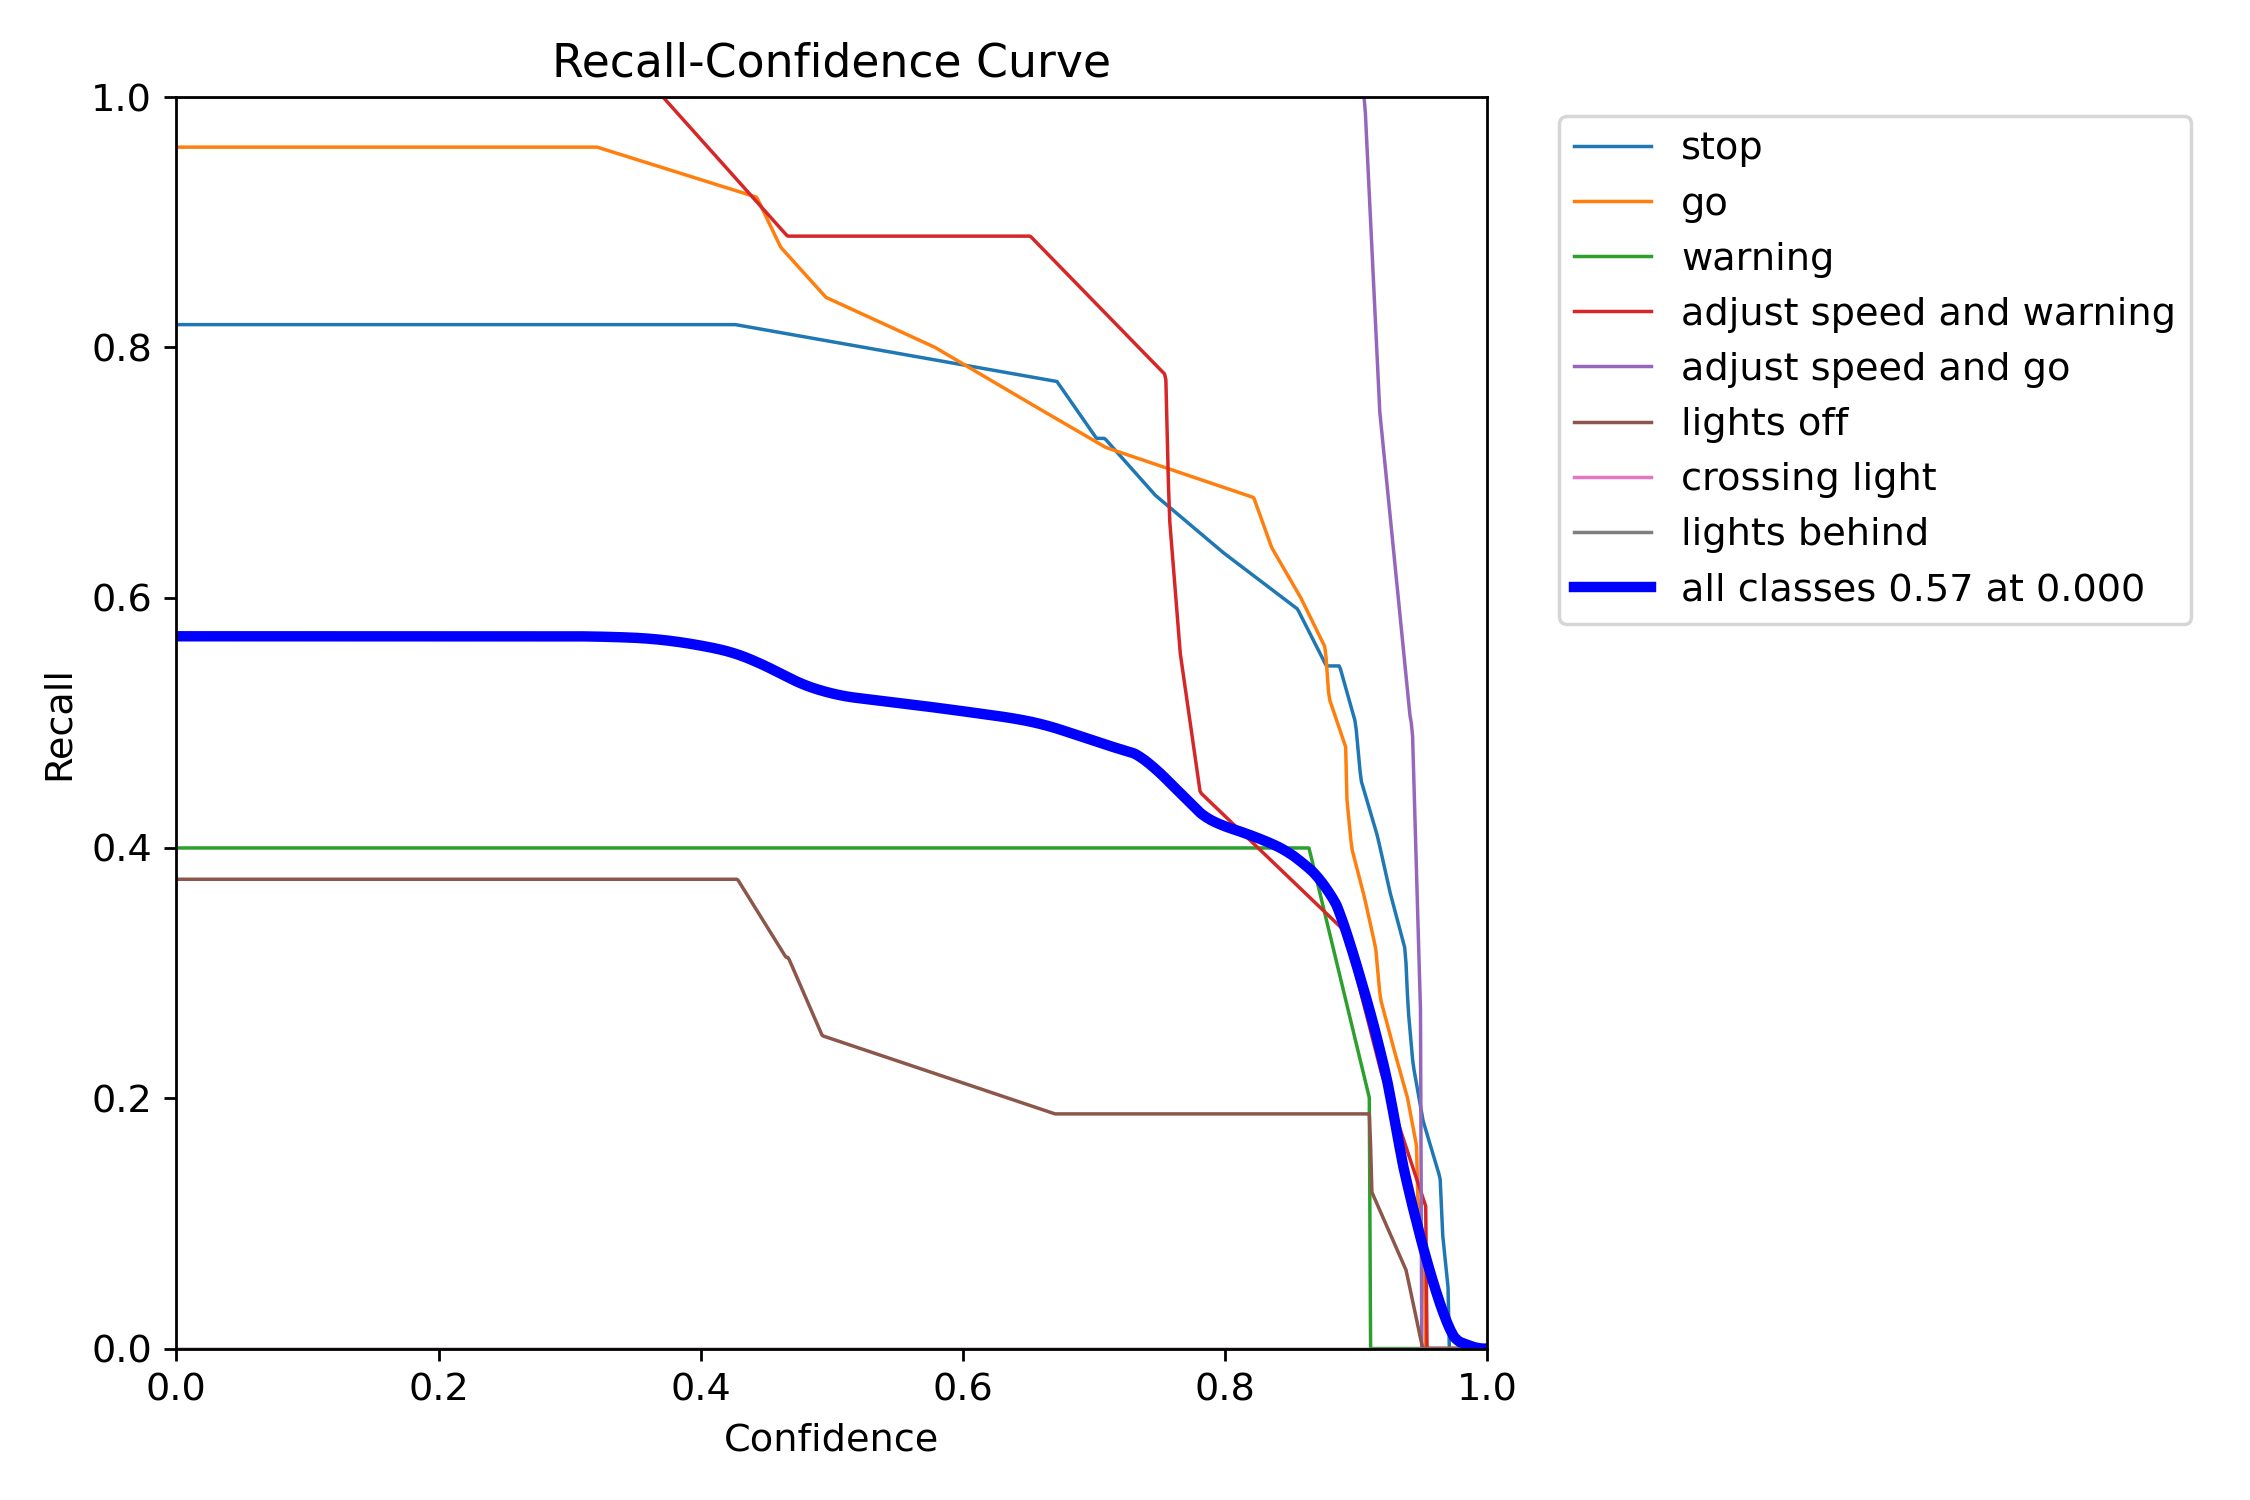 Recall-Confidence Curve
1.0
0.8
0.6
0.4
0.2
0.0
Recall
0.0 0.2 0.4 0.6 0.8 1.0
Confidence
stop
go
warning
adjust speed and warning
adjust speed and go
lights off
crossing light
lights behind
all classes 0.57 at 0.000